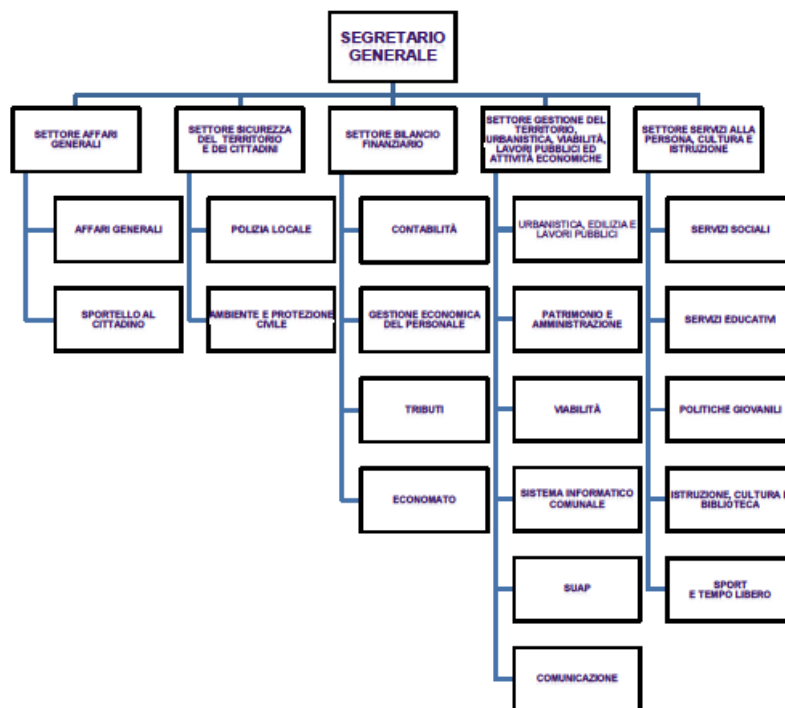 SEGRETARIO
GENERALE
SETTORE AFFARI
GENERALI
SETTORE SICUREZZA
DEL TERRITORIO
E DEI CITTADINI
SETTORE BILANCIO
FINANZIARIO
SETTORE GESTIONE DEL
TERRITORIO,
URBANISTICA, VIABILITÀ,
LAVORI PUBBLICI ED
ATTIVITÀ ECONOMICHE
SETTORE SERVIZI ALLA
PERSONA, CULTURA E
ISTRUZIONE
AFFARI GENERALI
SPORTELLO AL
CITTADINO
POLIZIA LOCALE
AMBIENTE E PROTEZIONE
CIVILE
CONTABILITÀ
GESTIONE ECONOMICA
DEL PERSONALE
TRIBUTI
ECONOMATO
URBANISTICA, EDILIZIA E
LAVORI PUBBLICI
PATRIMONIO E
AMMINISTRAZIONE
VIABILITÀ
SISTEMA INFORMATICO
COMUNALE
SUAP
COMUNICAZIONE
SERVIZI SOCIALI
SERVIZI EDUCATIVI
POLITICHE GIOVANILI
ISTRUZIONE, CULTURA
BIBLIOTECA
SPORT
E TEMPO LIBERO